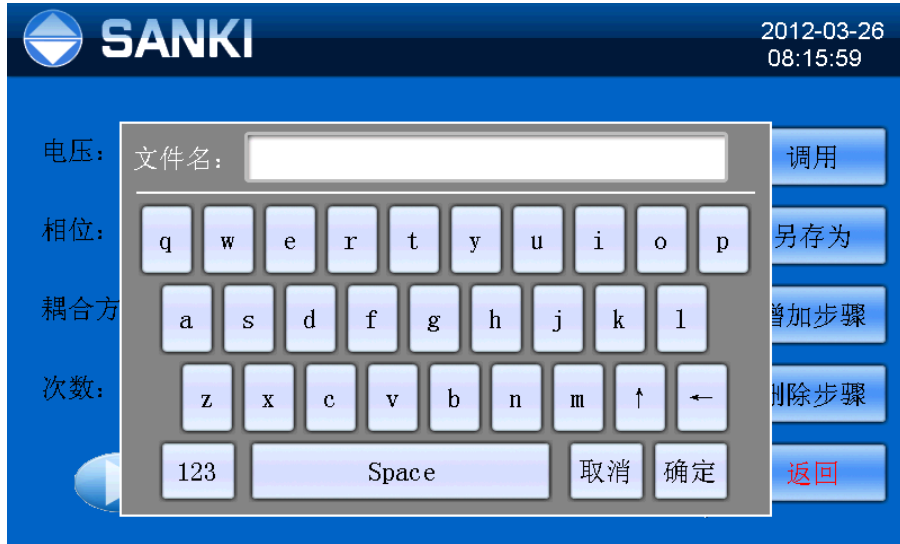 SANKI
2012-03-26
08:15:59
电压：
文件名：
调用
相位：
q w e r t y u i o p
另存为
耦合方
a s d f g h j k l
增加步骤
次数：
z x c v b n m ↑ ←
删除步骤
123 Space 取消 确定
返回